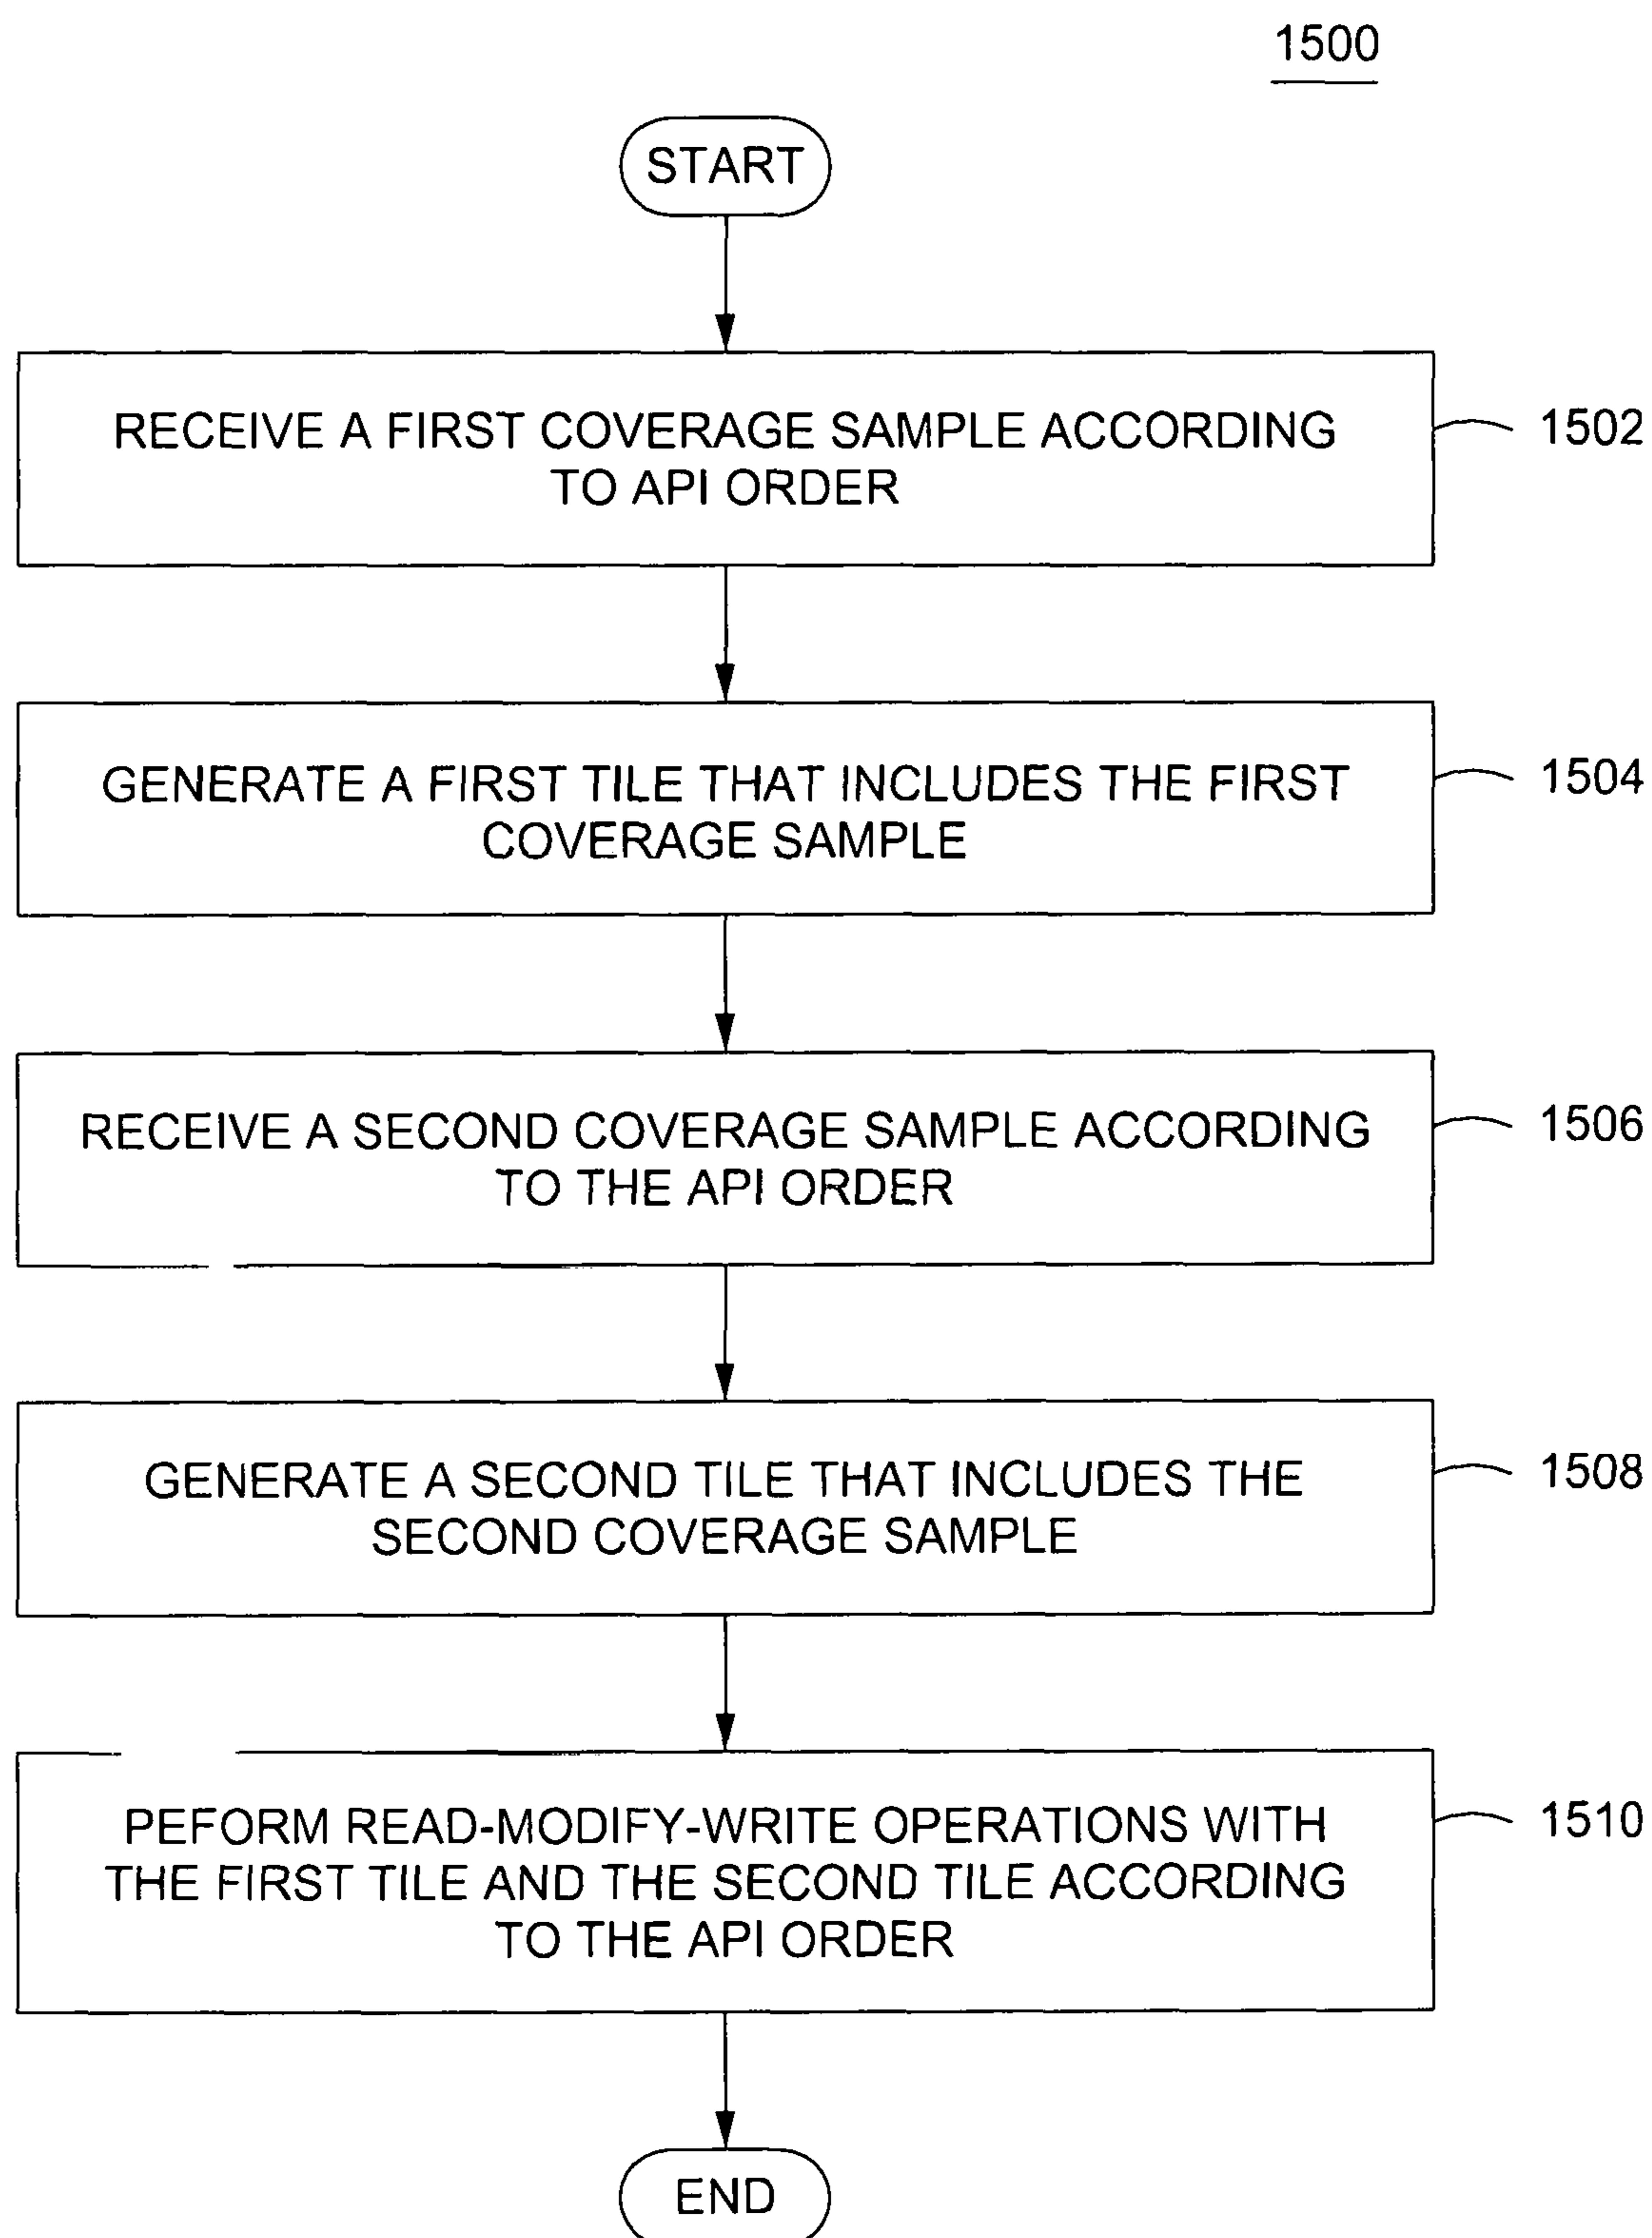 1500
START
RECEIVE A FIRST COVERAGE SAMPLE ACCORDING
TO API ORDER
1502
GENERATE A FIRST TILE THAT INCLUDES THE FIRST
COVERAGE SAMPLE
1504
RECEIVE A SECOND COVERAGE SAMPLE ACCORDING
TO THE API ORDER
1506
GENERATE A SECOND TILE THAT INCLUDES THE
SECOND COVERAGE SAMPLE
1508
PEFORM READ-MODIFY-WRITE OPERATIONS WITH
THE FIRST TILE AND THE SECOND TILE ACCORDING
TO THE API ORDER
1510
END